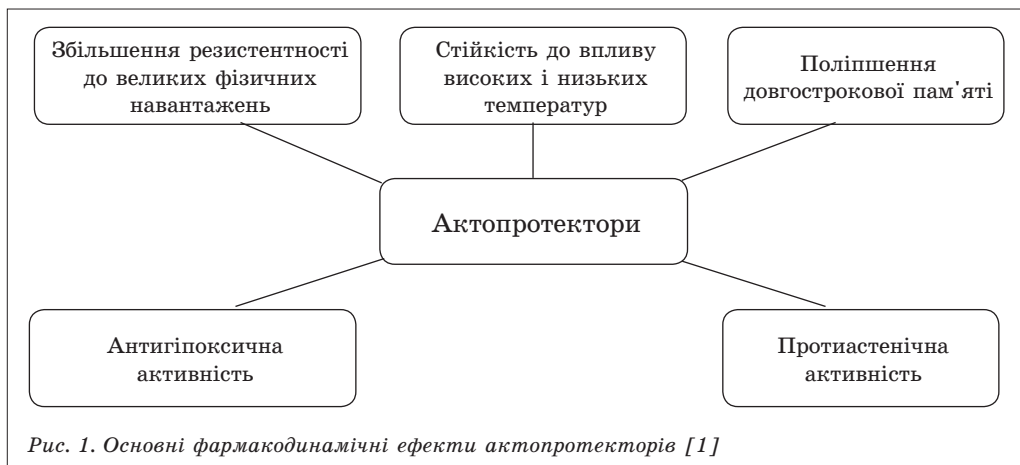 Збільшення резистентності
до великих фізичних
навантажень
Стійкість до впливу
високих і низьких
температур
Поліпшення
довгострокової пам'яті
Актопротектори
Антигіпоксична
активність
Протиастенічна
активність
Рис. 1. Основні фармакодинамічні ефекти актопротекторів [1]